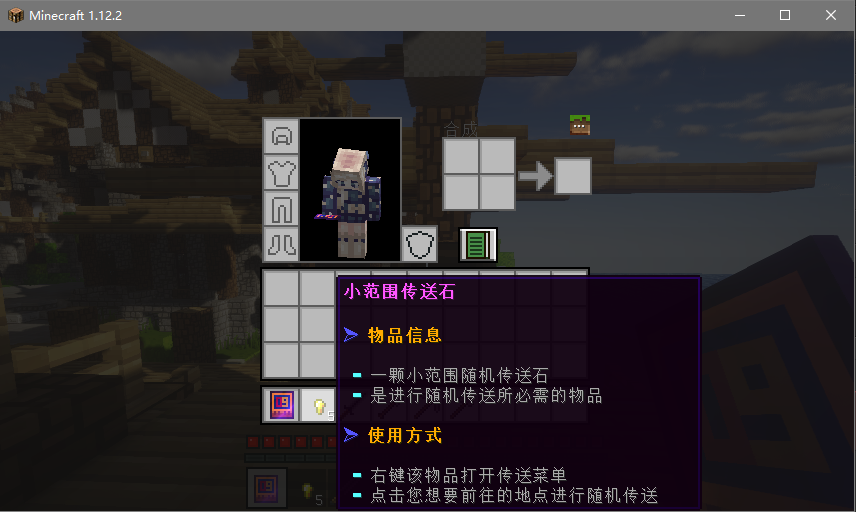 Minecraft 1.12.2
合成
小范围传送石
物品信息
一颗小范围随机传送石
是进行随机传送所必需的物品
使用方式
右键该物品打开传送菜单
点击您想要前往的地点进行随机传送
5
5